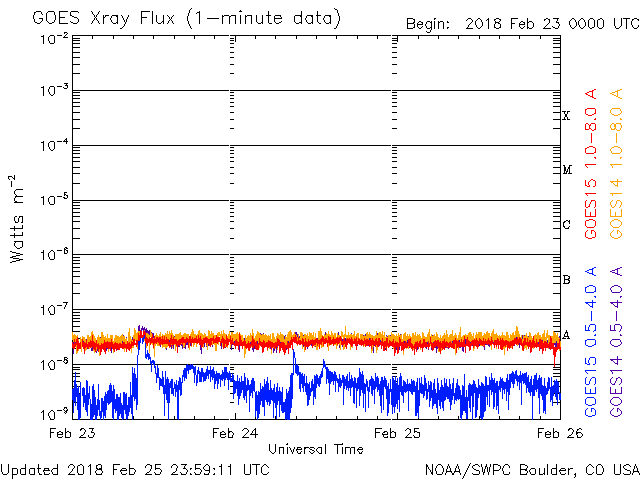 GOES Xray Flux (1-minute data)
Begin: 2018 Feb 23 0000 UTC
10⁻²
10⁻³
10⁻⁴
10⁻⁵
10⁻⁶
10⁻⁷
10⁻⁸
10⁻⁹
Watts m⁻²
X
M
C
B
A
GOES15 1.0-8.0 A
GOES14 1.0-8.0 A
GOES15 0.5-4.0 A
GOES14 0.5-4.0 A
Feb 23
Feb 24
Feb 25
Feb 26
Universal Time
Updated 2018 Feb 25 23:59:11 UTC
NOAA/SWPC Boulder, CO USA